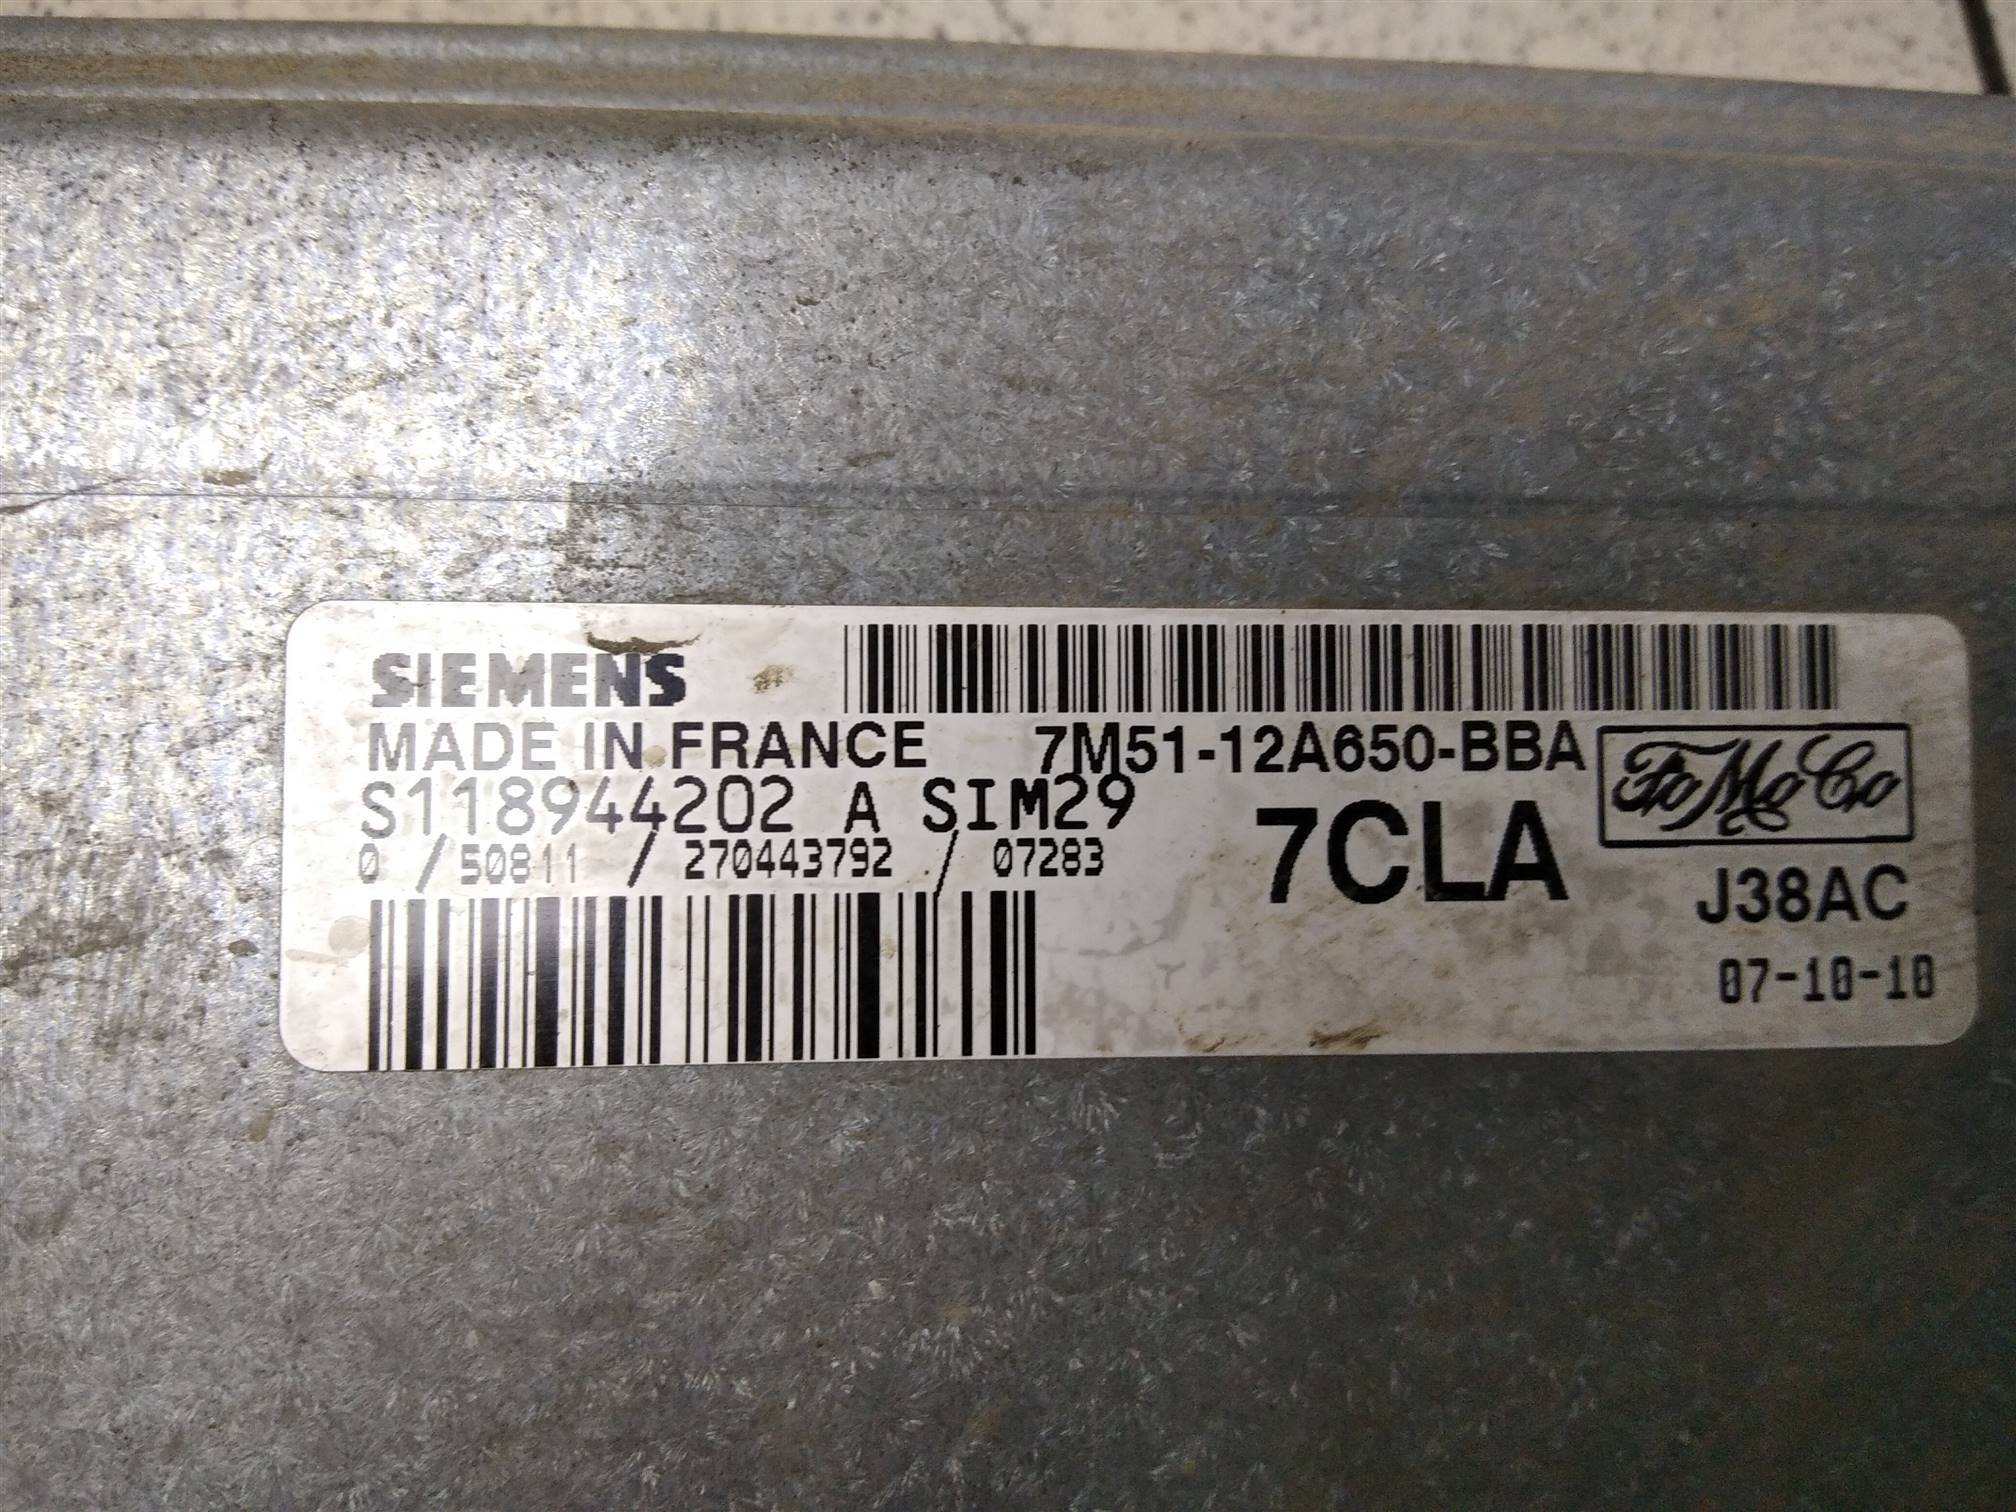 SIEMENS
MADE IN FRANCE 7M51-12A650-BBA
FoMoCo
S118944202 A SIM29
7CLA
0 / 50811 / 270443792 / 07283
J38AC
07-10-10